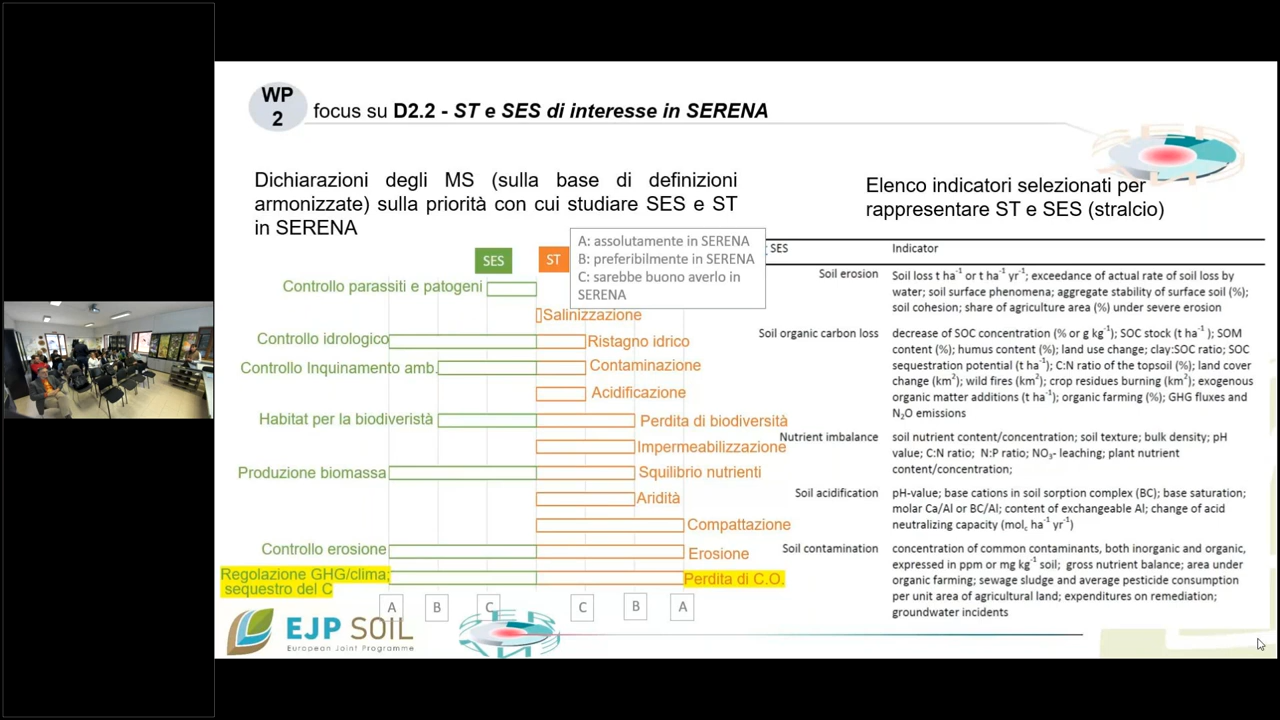 WP
2
focus su D2.2 - ST e SES di interesse in SERENA
Dichiarazioni degli MS (sulla base di definizioni
armonizzate) sulla priorità con cui studiare SES e ST
in SERENA
SES
ST
A: assolutamente in SERENA
B: preferibilmente in SERENA
C: sarebbe buono averlo in
SERENA
Controllo parassiti e patogeni
Salinizzazione
Controllo idrologico
Ristagno idrico
Controllo Inquinamento amb.
Contaminazione
Acidificazione
Habitat per la biodiveristà
Perdita di biodiversità
Impermeabilizzazione
Produzione biomassa
Squilibrio nutrienti
Aridità
Compattazione
Controllo erosione
Erosione
Regolazione GHG/clima;
sequestro del C
Perdita di C.O.
A B C C B A
EJP SOIL
European Joint Programme
Elenco indicatori selezionati per
rappresentare ST e SES (stralcio)
SES Indicator
Soil erosion Soil loss t ha⁻¹ or t ha⁻¹ yr⁻¹; exceedance of actual rate of soil loss by
water; soil surface phenomena; aggregate stability of surface soil (%);
soil cohesion; share of agriculture area (%) under severe erosion
Soil organic carbon loss decrease of SOC concentration (% or g kg⁻¹); SOC stock (t ha⁻¹ ); SOM
content (%); humus content (%); land use change; clay:SOC ratio; SOC
sequestration potential (t ha⁻¹); C:N ratio of the topsoil (%); land cover
change (km²); wild fires (km²); crop residues burning (km²); exogenous
organic matter additions (t ha⁻¹); organic farming (%); GHG fluxes and
N₂O emissions
Nutrient imbalance soil nutrient content/concentration; soil texture; bulk density; pH
value; C:N ratio; N:P ratio; NO₃- leaching; plant nutrient
content/concentration;
Soil acidification pH-value; base cations in soil sorption complex (BC); base saturation;
molar Ca/Al or BC/Al; content of exchangeable Al; change of acid
neutralizing capacity (molc ha⁻¹ yr⁻¹)
Soil contamination concentration of common contaminants, both inorganic and organic,
expressed in ppm or mg kg⁻¹ soil; gross nutrient balance; area under
organic farming; sewage sludge and average pesticide consumption
per unit area of agricultural land; expenditures on remediation;
groundwater incidents